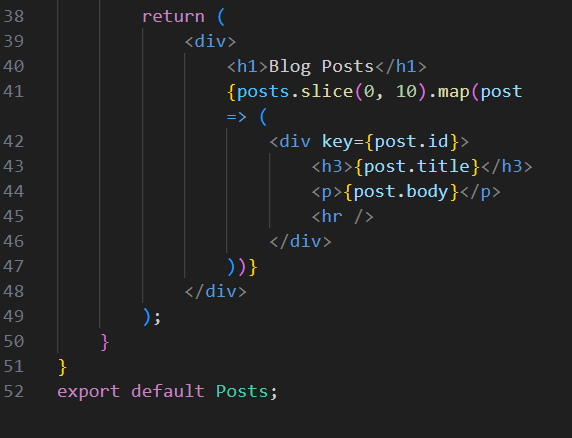 38 return (
39 <div>
40 <h1>Blog Posts</h1>
41 {posts.slice(0, 10).map(post
=> (
42 <div key={post.id}>
43 <h3>{post.title}</h3>
44 <p>{post.body}</p>
45 <hr />
46 </div>
47 ))}
48 </div>
49 );
50 }
51 }
52 export default Posts;